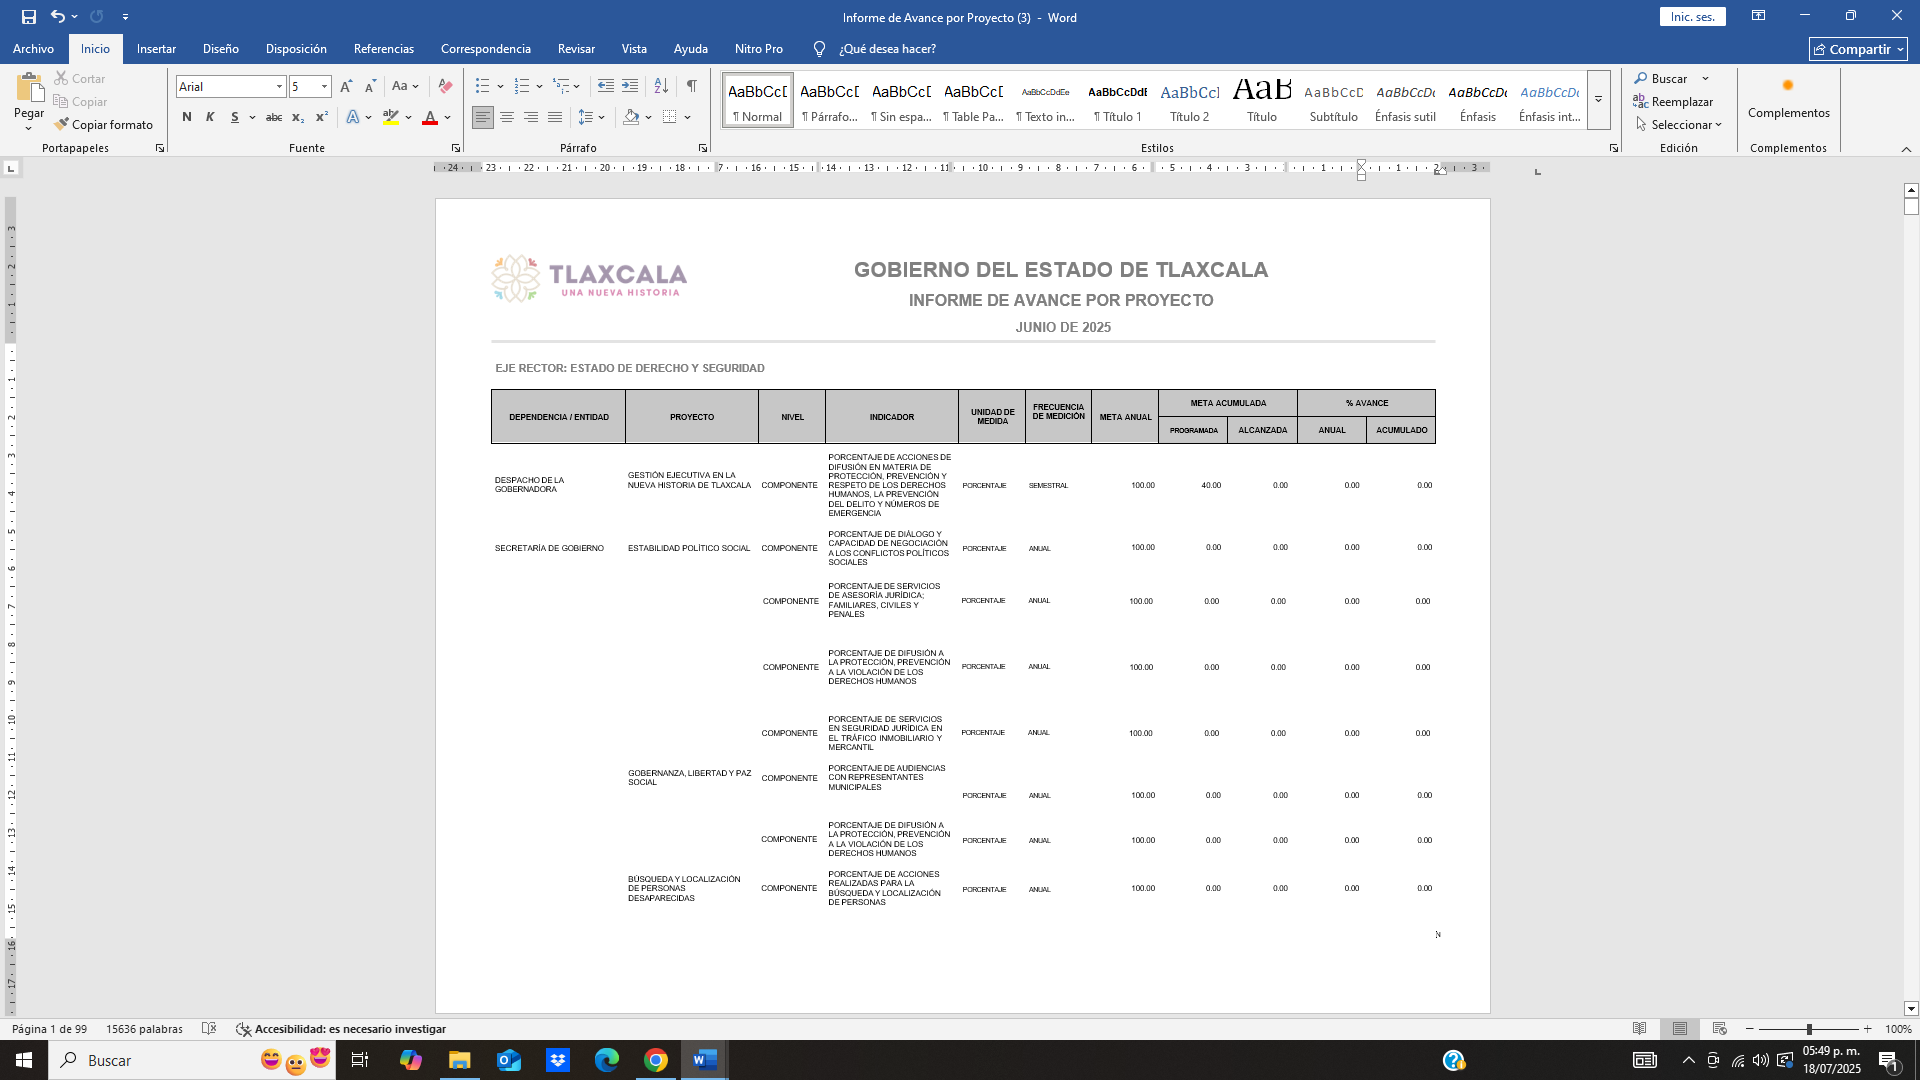 Informe de Avance por Proyecto (3) - Word
Inic. ses.
Archivo Inicio Insertar Diseño Disposición Referencias Correspondencia Revisar Vista Ayuda Nitro Pro ¿Qué desea hacer? Compartir
Pegar
Cortar
Copiar
Copiar formato
Portapapeles
Arial 5
Fuente
Párrafo
AaBbCcI AaBbCcI AaBbCcI AaBbCcI AaBbCcDdEe AaBbCcDdE AaBbCcI AaB AaBbCcD AaBbCcDc AaBbCcDc AaBbCcDc
¶ Normal ¶ Párrafo... ¶ Sin espa... ¶ Table Pa... ¶ Texto in... ¶ Título 1 Título 2 Título Subtítulo Énfasis sutil Énfasis Énfasis int...
Estilos
Buscar
Reemplazar
Seleccionar
Edición
Complementos
Complementos
TLAXCALA
UNA NUEVA HISTORIA
GOBIERNO DEL ESTADO DE TLAXCALA
INFORME DE AVANCE POR PROYECTO
JUNIO DE 2025
EJE RECTOR: ESTADO DE DERECHO Y SEGURIDAD
DEPENDENCIA / ENTIDAD PROYECTO NIVEL INDICADOR UNIDAD DE MEDIDA FRECUENCIA DE MEDICIÓN META ANUAL META ACUMULADA % AVANCE
PROGRAMADA ALCANZADA ANUAL ACUMULADO
DESPACHO DE LA GOBERNADORA GESTIÓN EJECUTIVA EN LA NUEVA HISTORIA DE TLAXCALA COMPONENTE PORCENTAJE DE ACCIONES DE DIFUSIÓN EN MATERIA DE PROTECCIÓN, PREVENCIÓN Y RESPETO DE LOS DERECHOS HUMANOS, LA PREVENCIÓN DEL DELITO Y NÚMEROS DE EMERGENCIA PORCENTAJE SEMESTRAL 100.00 40.00 0.00 0.00 0.00
SECRETARÍA DE GOBIERNO ESTABILIDAD POLÍTICO SOCIAL COMPONENTE PORCENTAJE DE DIÁLOGO Y CAPACIDAD DE NEGOCIACIÓN A LOS CONFLICTOS POLÍTICOS SOCIALES PORCENTAJE ANUAL 100.00 0.00 0.00 0.00 0.00
COMPONENTE PORCENTAJE DE SERVICIOS DE ASESORÍA JURÍDICA; FAMILIARES, CIVILES Y PENALES PORCENTAJE ANUAL 100.00 0.00 0.00 0.00 0.00
COMPONENTE PORCENTAJE DE DIFUSIÓN A LA PROTECCIÓN, PREVENCIÓN A LA VIOLACIÓN DE LOS DERECHOS HUMANOS PORCENTAJE ANUAL 100.00 0.00 0.00 0.00 0.00
COMPONENTE PORCENTAJE DE SERVICIOS EN SEGURIDAD JURÍDICA EN EL TRÁFICO INMOBILIARIO Y MERCANTIL PORCENTAJE ANUAL 100.00 0.00 0.00 0.00 0.00
GOBERNANZA, LIBERTAD Y PAZ SOCIAL COMPONENTE PORCENTAJE DE AUDIENCIAS CON REPRESENTANTES MUNICIPALES PORCENTAJE ANUAL 100.00 0.00 0.00 0.00 0.00
COMPONENTE PORCENTAJE DE DIFUSIÓN A LA PROTECCIÓN, PREVENCIÓN A LA VIOLACIÓN DE LOS DERECHOS HUMANOS PORCENTAJE ANUAL 100.00 0.00 0.00 0.00 0.00
BÚSQUEDA Y LOCALIZACIÓN DE PERSONAS DESAPARECIDAS COMPONENTE PORCENTAJE DE ACCIONES REALIZADAS PARA LA BÚSQUEDA Y LOCALIZACIÓN DE PERSONAS PORCENTAJE ANUAL 100.00 0.00 0.00 0.00 0.00
Página 1 de 99 15636 palabras Accesibilidad: es necesario investigar 100%
Buscar
05:49 p. m.
18/07/2025